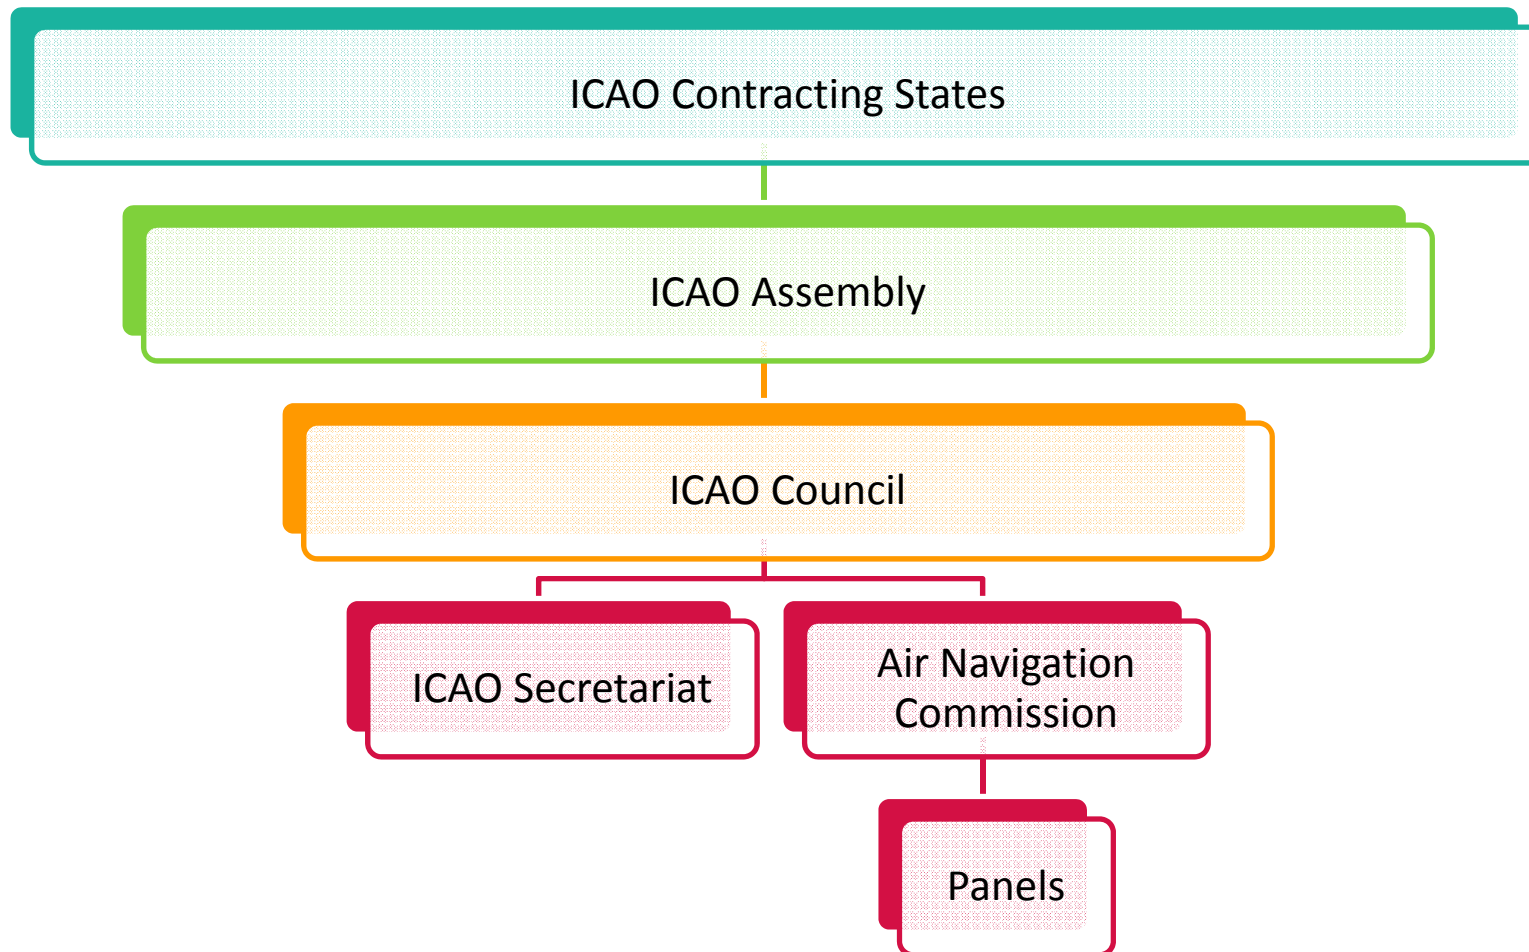 ICAO Contracting States
ICAO Assembly
ICAO Council
ICAO Secretariat
Air Navigation
Commission
Panels